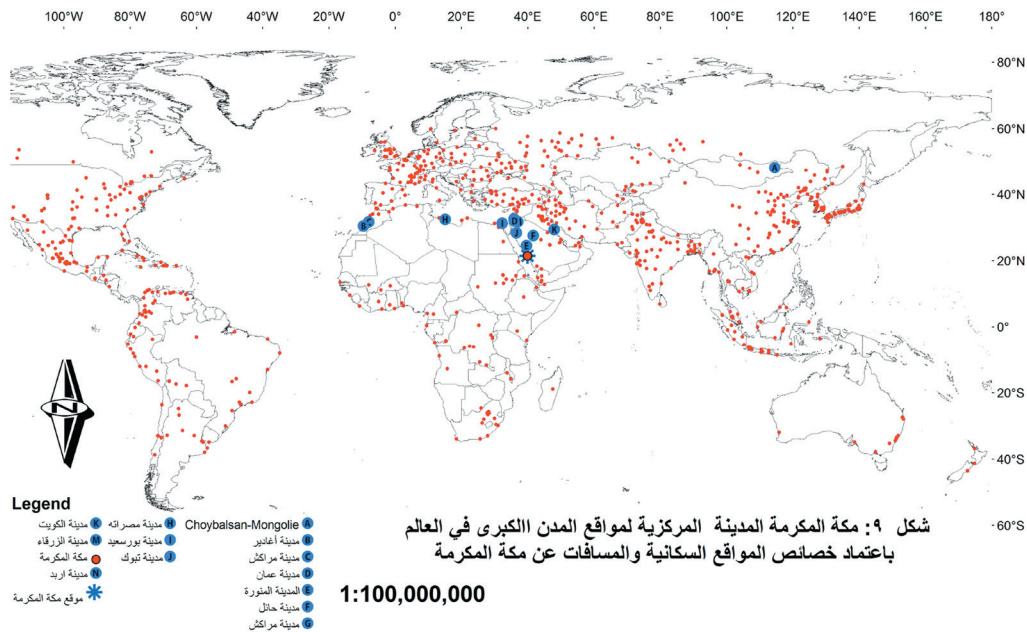 100°W 80°W 60°W 40°W 20°W 0° 20°E 40°E 60°E 80°E 100°E 120°E 140°E 160°E 180°
80°N
60°N
40°N
20°N
0°
20°S
40°S
60°S
A
B
C
H
I
D
J
F
K
E
N
Legend
K مدينة الكويت
M مدينة الزرقاء
مكة المكرمة
N مدينة اربد
موقع مكة المكرمة
H مدينة مصراته
I مدينة بورسعيد
J مدينة تبوك
A Choybalsan-Mongolie
B مدينة أغادير
C مدينة مراكش
D مدينة عمان
E المدينة المنورة
F مدينة حائل
G مدينة مراكش
شكل ٩: مكة المكرمة المدينة المركزية لمواقع المدن االكبرى في العالم
باعتماد خصائص المواقع السكانية والمسافات عن مكة المكرمة
1:100,000,000